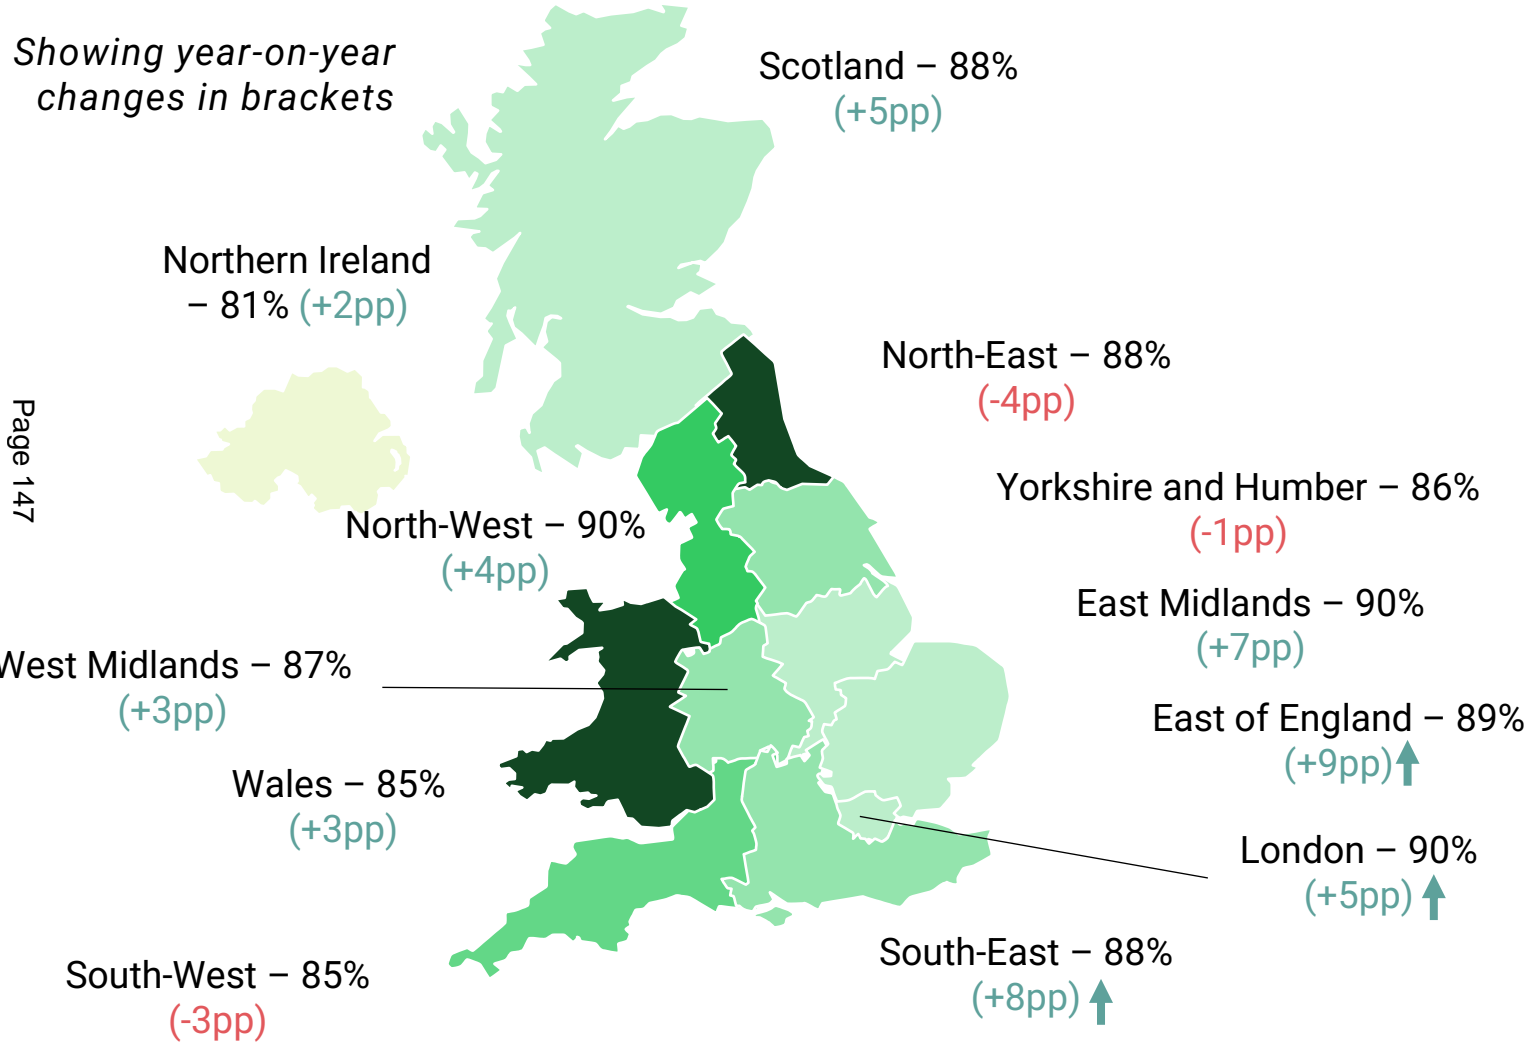 Showing year-on-year
changes in brackets
Scotland – 88%
(+5pp)
Northern Ireland
– 81% (+2pp)
North-East – 88%
(-4pp)
Page 147
Yorkshire and Humber – 86%
(-1pp)
North-West – 90%
(+4pp)
East Midlands – 90%
(+7pp)
West Midlands – 87%
(+3pp)
East of England – 89%
(+9pp)
Wales – 85%
(+3pp)
London – 90%
(+5pp)
South-East – 88%
(+8pp)
South-West – 85%
(-3pp)